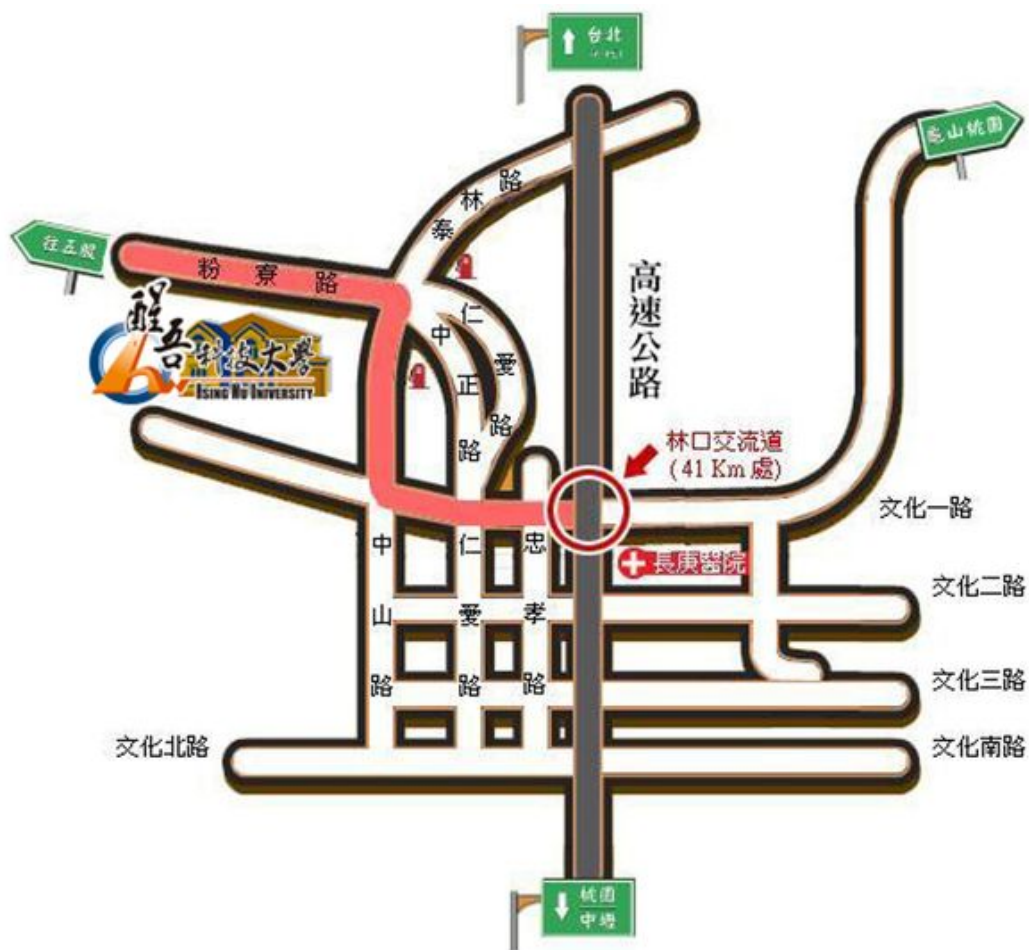 台北
龜山桃園
泰林路
往五股
粉寮路
高速公路
仁愛路
中正路
醒吾科技大學
HSING WU UNIVERSITY
林口交流道
(41 Km 處)
文化一路
長庚醫院
中山路
仁愛路
忠孝路
文化二路
文化三路
文化北路
文化南路
桃園
中壢